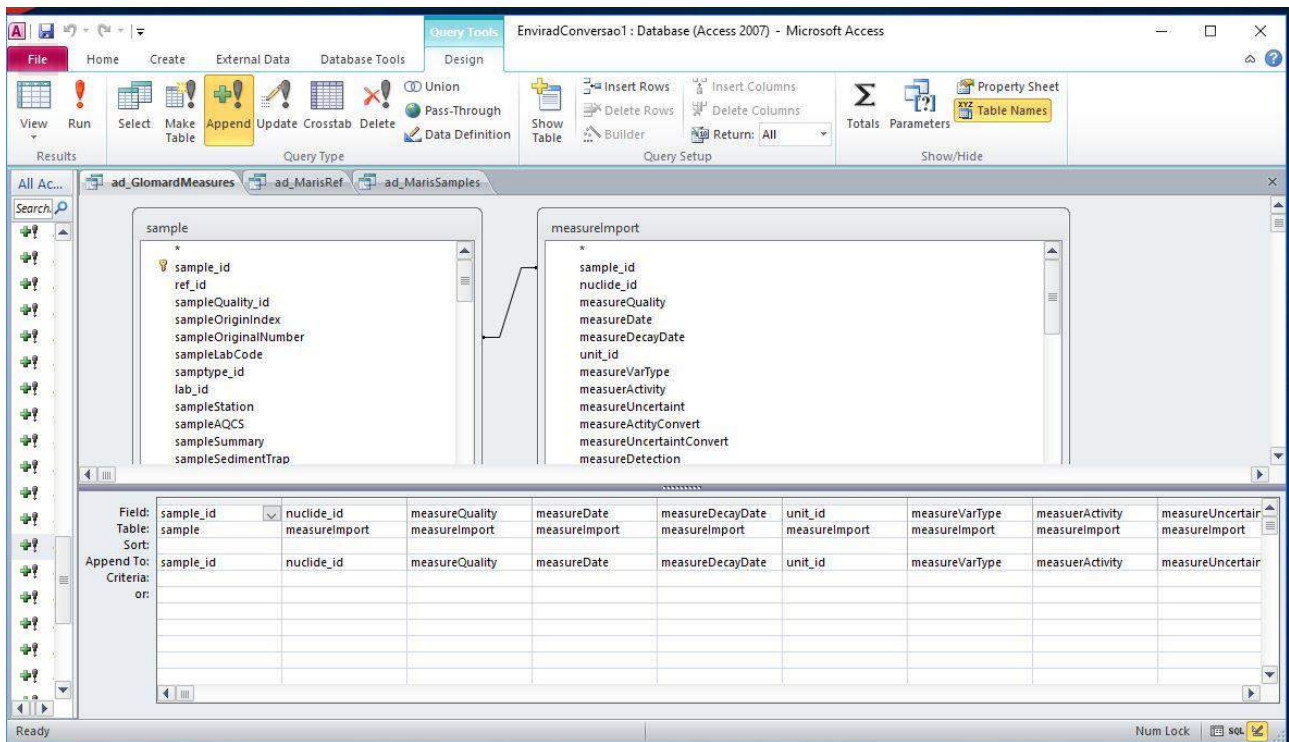 A
Query Tools
EnviradConversao1 : Database (Access 2007) - Microsoft Access
File Home Create External Data Database Tools Design
View Run Select Make Table Append Update Crosstab Delete
Union
Pass-Through
Data Definition
Show Table
Insert Rows
Delete Rows
Builder
Insert Columns
Delete Columns
Return: All
Totals Parameters
Property Sheet
XYZ Table Names
Results Query Type Query Setup Show/Hide
All Ac... ad_GlomardMeasures ad_MarisRef ad_MarisSamples
Search.
sample
*
sample_id
ref_id
sampleQuality_id
sampleOriginIndex
sampleOriginalNumber
sampleLabCode
samptype_id
lab_id
sampleStation
sampleAQCS
sampleSummary
sampleSedimentTrap
measureImport
*
sample_id
nuclide_id
measureQuality
measureDate
measureDecayDate
unit_id
measureVarType
measuerActivity
measureUncertaint
measureActityConvert
measureUncertaintConvert
measureDetection
Field: sample_id nuclide_id measureQuality measureDate measureDecayDate unit_id measureVarType measuerActivity measureUncertair
Table: sample measureImport measureImport measureImport measureImport measureImport measureImport measureImport measureImport
Sort:
Append To: sample_id nuclide_id measureQuality measureDate measureDecayDate unit_id measureVarType measuerActivity measureUncertair
Criteria:
or:
Ready Num Lock SQL